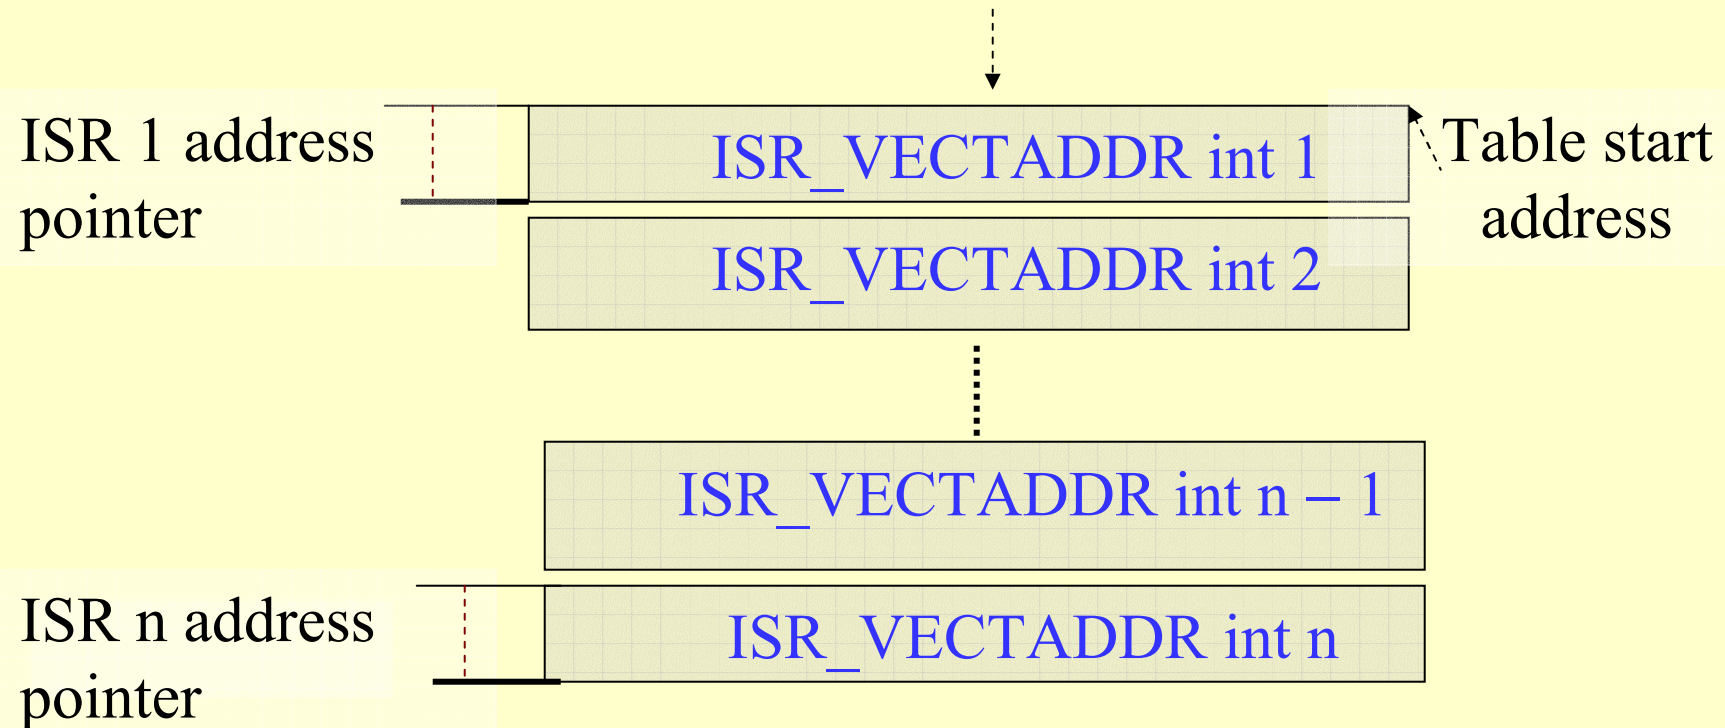 ISR 1 address
pointer
ISR_VECTADDR int 1
Table start
address
ISR_VECTADDR int 2
ISR_VECTADDR int n – 1
ISR n address
pointer
ISR_VECTADDR int n